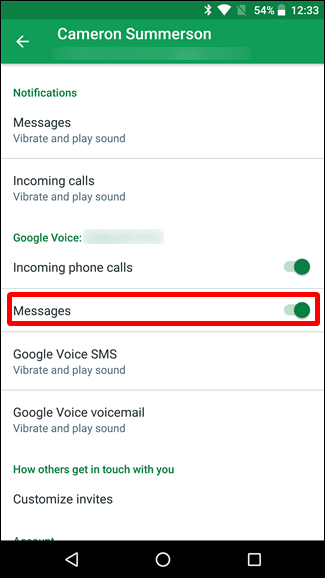 54% 12:33
Cameron Summerson
Notifications
Messages
Vibrate and play sound
Incoming calls
Vibrate and play sound
Google Voice:
Incoming phone calls
Messages
Google Voice SMS
Vibrate and play sound
Google Voice voicemail
Vibrate and play sound
How others get in touch with you
Customize invites
Account